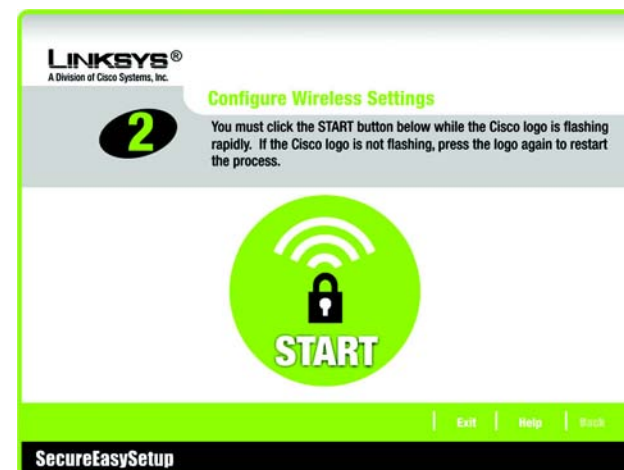 LINKSYS®
A Division of Cisco Systems, Inc.
Configure Wireless Settings
2
You must click the START button below while the Cisco logo is flashing
rapidly. If the Cisco logo is not flashing, press the logo again to restart
the process.
START
Exit | Help | Back
SecureEasySetup